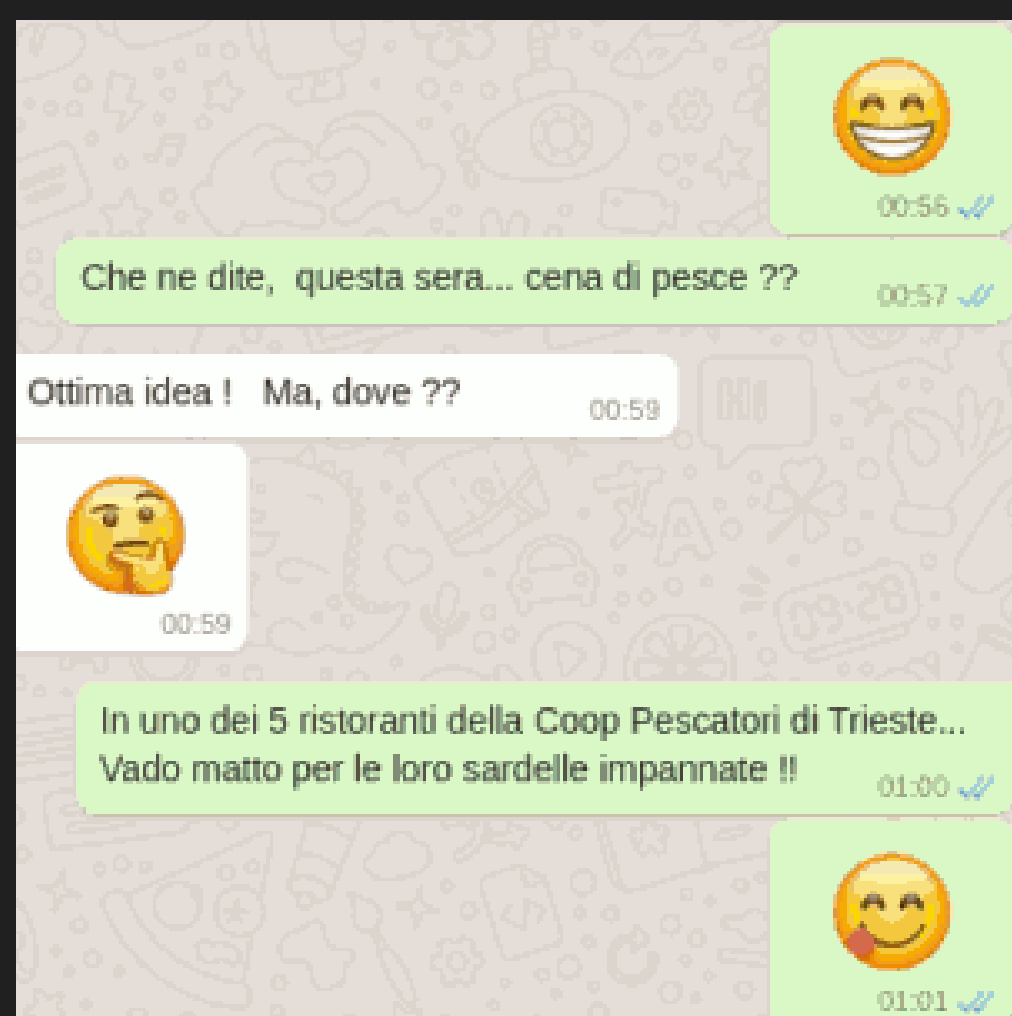 😁
00:56
Che ne dite,  questa sera... cena di pesce ??
00:57
Ottima idea !   Ma, dove ??
00:59
🤔
00:59
In uno dei 5 ristoranti della Coop Pescatori di Trieste...
Vado matto per le loro sardelle impannate !!
01:00
😋
01:01